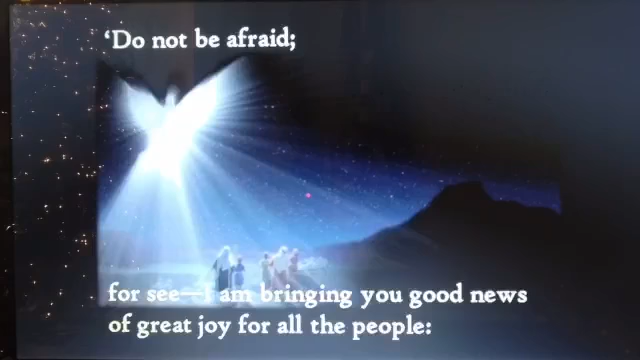 ‘Do not be afraid;
for see—I am bringing you good news
of great joy for all the people: